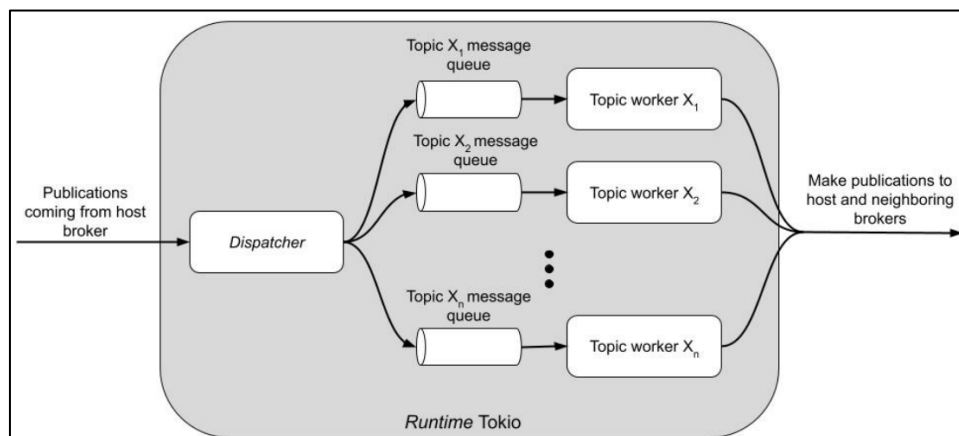 Topic X1 message
queue
Topic worker X1
Topic X2 message
queue
Publications
coming from host
broker
Dispatcher
Topic worker X2
Make publications to
host and neighboring
brokers
Topic Xn message
queue
Topic worker Xn
Runtime Tokio